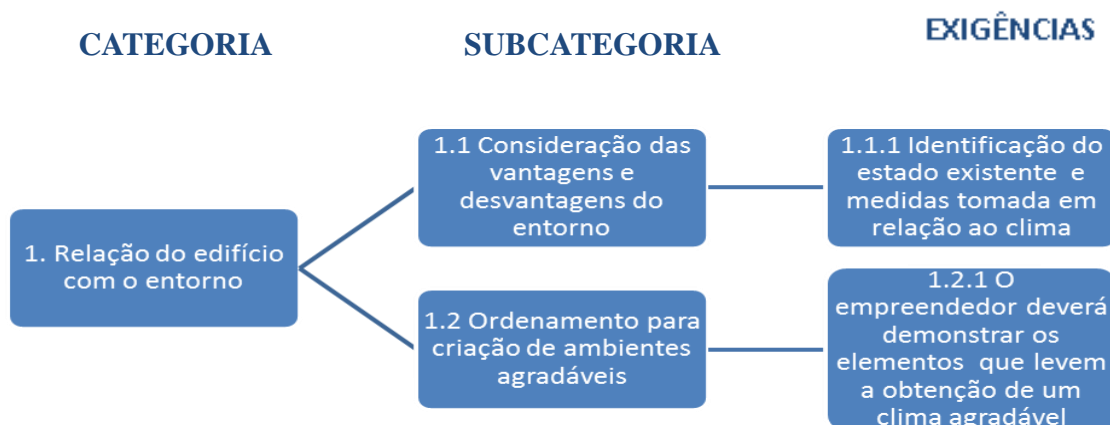 CATEGORIA
SUBCATEGORIA
EXIGÊNCIAS
1. Relação do edifício
com o entorno
1.1 Consideração das
vantagens e
desvantagens do
entorno
1.1.1 Identificação do
estado existente e
medidas tomada em
relação ao clima
1.2 Ordenamento para
criação de ambientes
agradáveis
1.2.1 O
empreendedor deverá
demonstrar os
elementos que levem
a obtenção de um
clima agradável